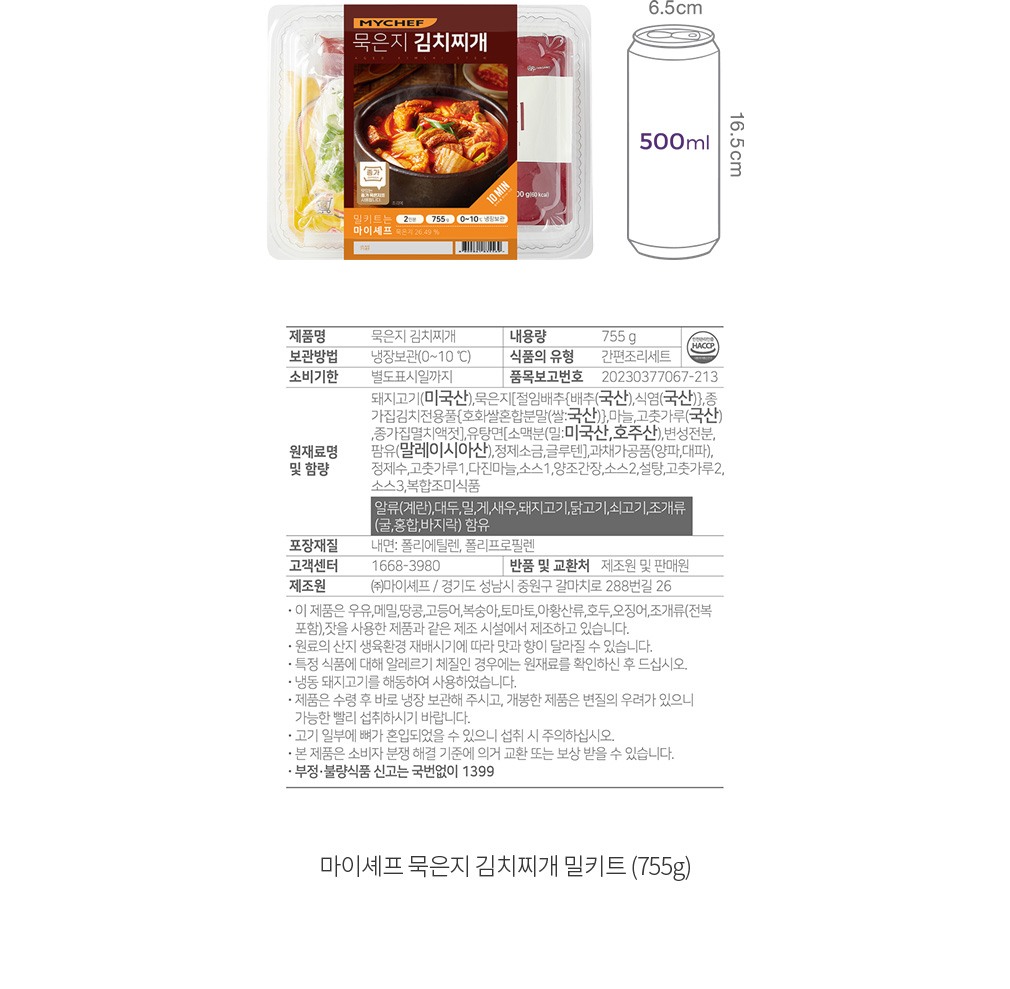 6.5cm
MYCHEF
묵은지 김치찌개
500ml
16.5cm
종가
종가 묵은지로
10 MIN
00 g(60 kcal)
밀키트는
마이셰프
2인분 755g 0~10℃ 냉장보관
묵은지 26.49 %
제품명 묵은지 김치찌개 내용량 755 g
HACCP
보관방법 냉장보관(0~10 ℃) 식품의 유형 간편조리세트
소비기한 별도표시일까지 품목보고번호 20230377067-213
원재료명 및 함량
돼지고기(미국산),묵은지[절임배추{배추(국산),식염(국산)},종
가집김치전용풀{호화쌀혼합분말(쌀:국산)},마늘,고춧가루(국산)
,종가집멸치액젓],유탕면[소맥분(밀:미국산,호주산),변성전분,
팜유(말레이시아산),정제소금,글루텐],과채가공품(양파,대파),
정제수,고춧가루1,다진마늘,소스1,양조간장,소스2,설탕,고춧가루2,
소스3,복합조미식품
알류(계란),대두,밀,게,새우,돼지고기,닭고기,쇠고기,조개류
(굴,홍합,바지락) 함유
포장재질 내면: 폴리에틸렌, 폴리프로필렌
고객센터 1668-3980 반품 및 교환처 제조원 및 판매원
제조원 ㈜마이셰프 / 경기도 성남시 중원구 갈마치로 288번길 26
· 이 제품은 우유,메밀,땅콩,고등어,복숭아,토마토,아황산류,호두,오징어,조개류(전복
포함),잣을 사용한 제품과 같은 제조 시설에서 제조하고 있습니다.
· 원료의 산지 생육환경 재배시기에 따라 맛과 향이 달라질 수 있습니다.
· 특정 식품에 대해 알레르기 체질인 경우에는 원재료를 확인하신 후 드십시오.
· 냉동 돼지고기를 해동하여 사용하였습니다.
· 제품은 수령 후 바로 냉장 보관해 주시고, 개봉한 제품은 변질의 우려가 있으니
가능한 빨리 섭취하시기 바랍니다.
· 고기 일부에 뼈가 혼입되었을 수 있으니 섭취 시 주의하십시오.
· 본 제품은 소비자 분쟁 해결 기준에 의거 교환 또는 보상 받을 수 있습니다.
· 부정·불량식품 신고는 국번없이 1399
마이셰프 묵은지 김치찌개 밀키트 (755g)